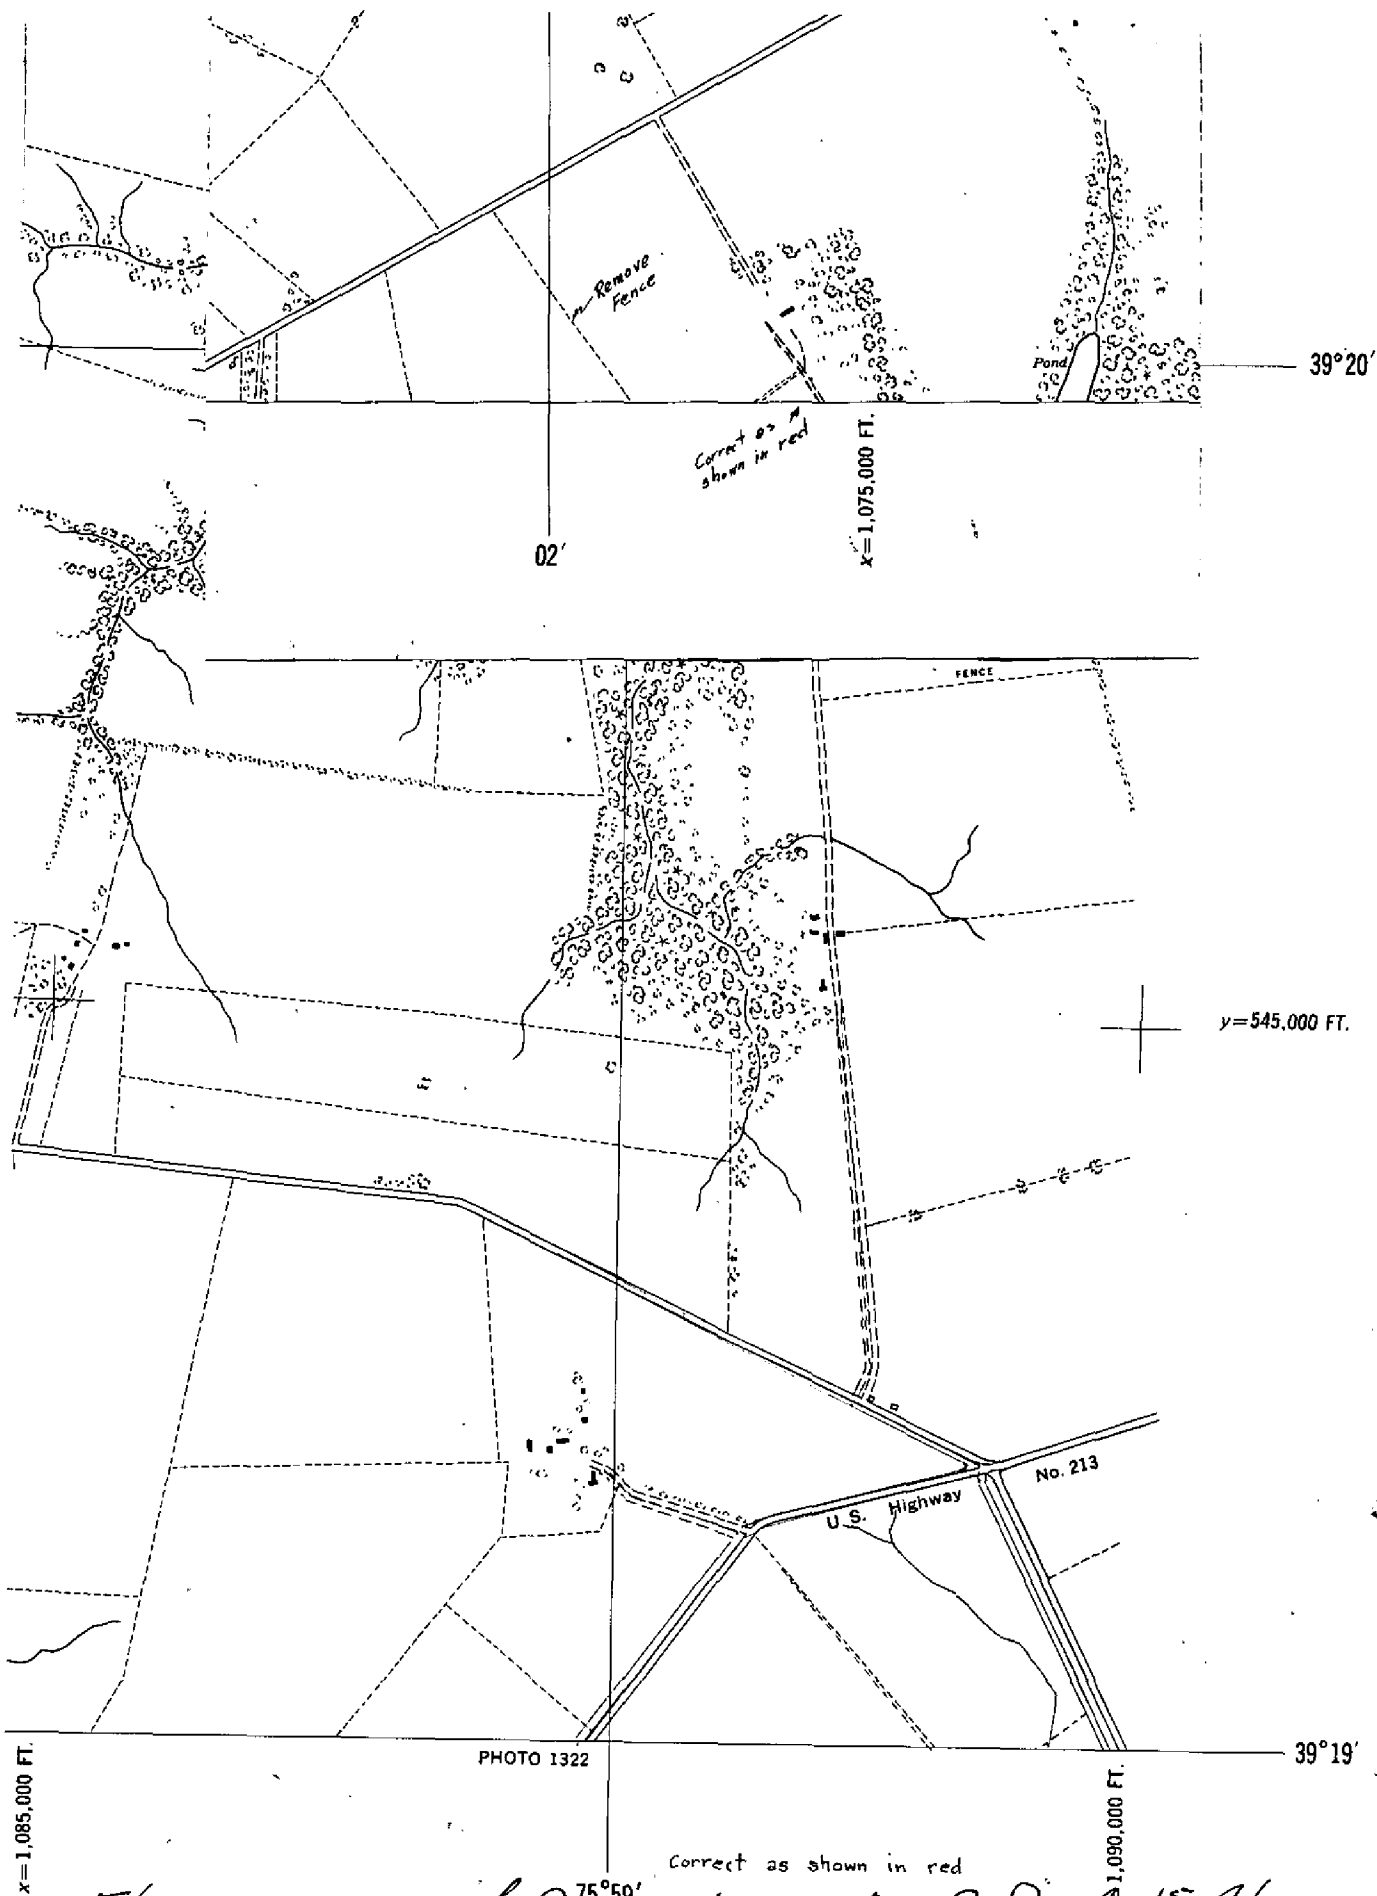 Remove
Fence
Pond
39°20'
Correct as
shown in red
x=1,075,000 FT.
02'
FENCE
y=545,000 FT.
No. 213
U.S. Highway
PHOTO 1322
39°19'
x=1,085,000 FT.
1,090,000 FT.
Correct as shown in red
75°59'